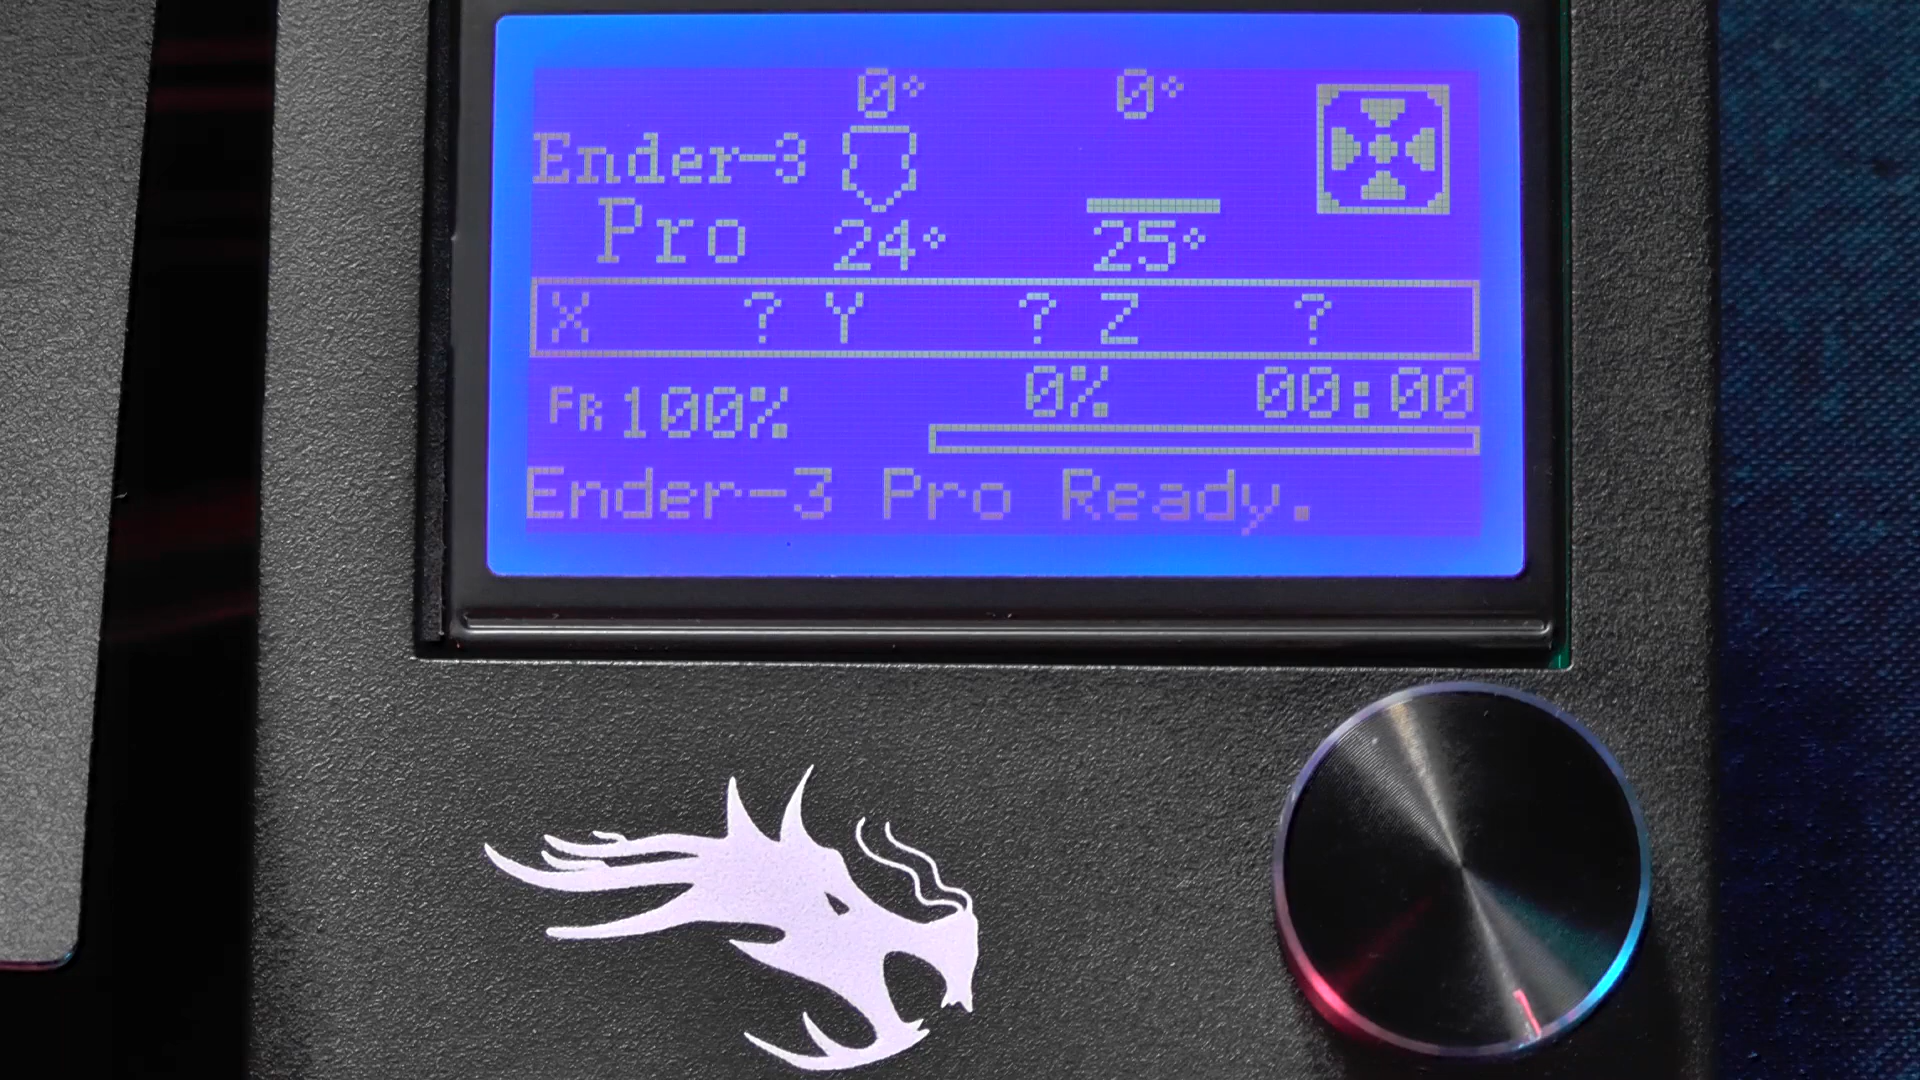 0° 0°
Ender-3
Pro 24° 25°
X ? Y ? Z ?
FR 100% 0% 00:00
Ender-3 Pro Ready.